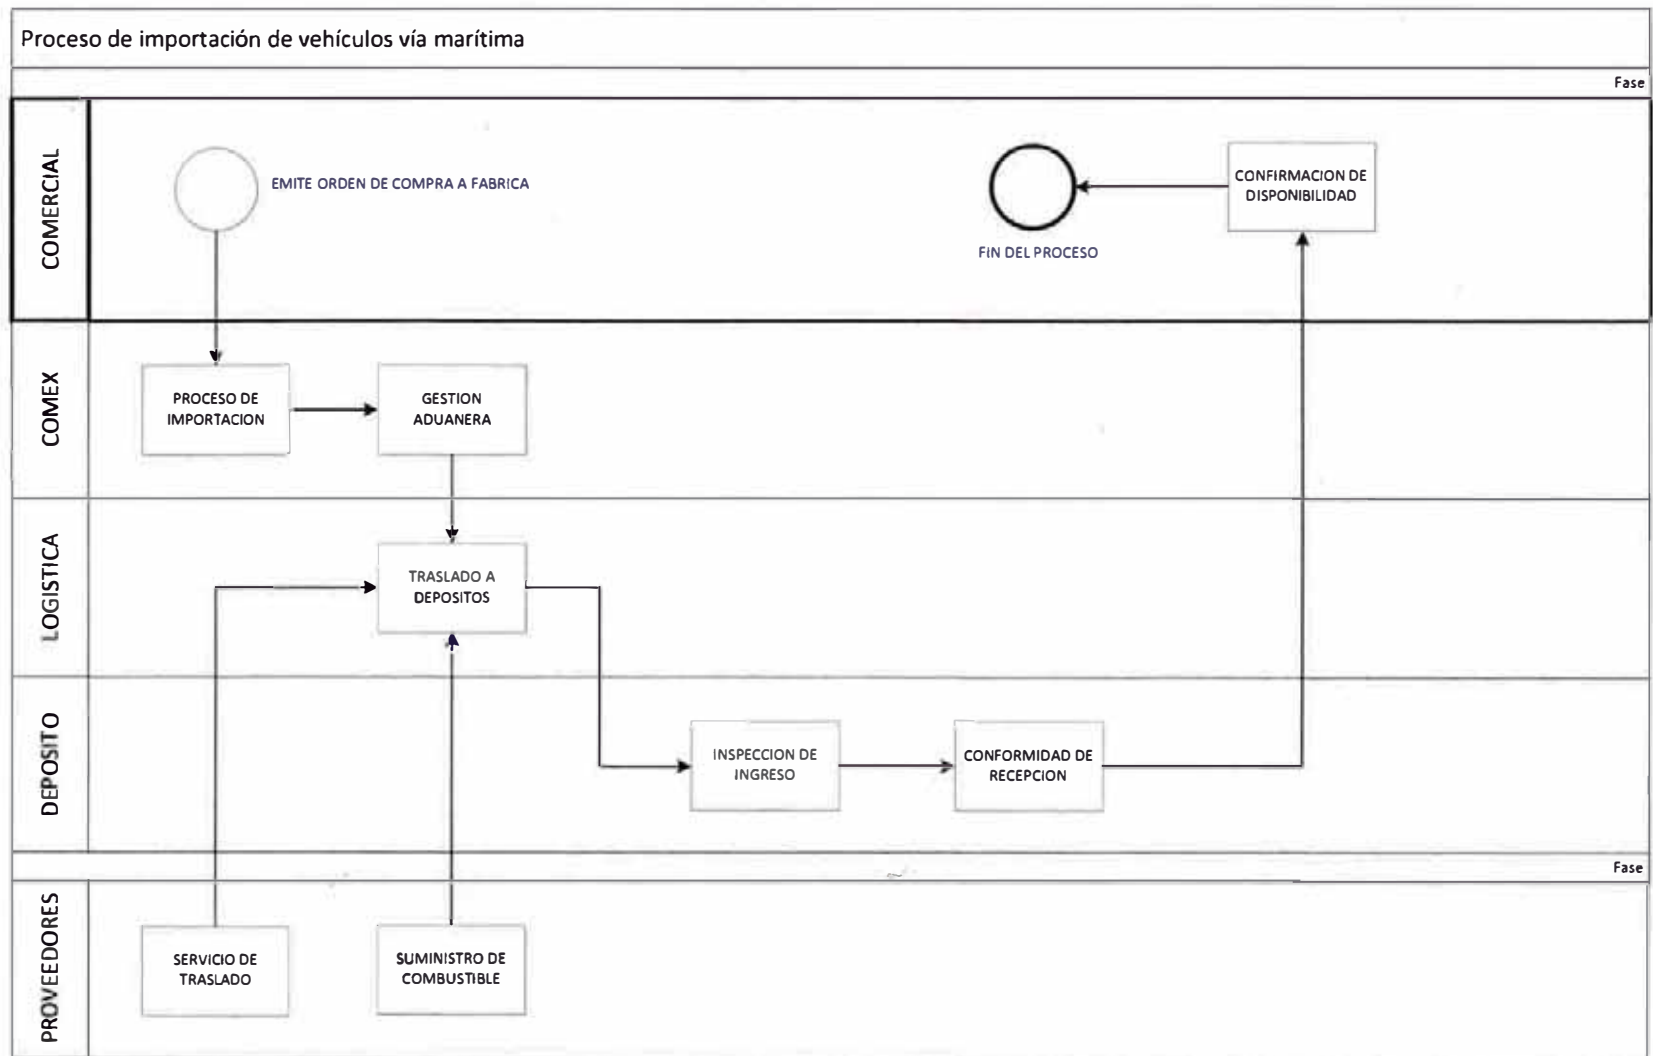 Proceso de importación de vehículos vía marítima
Fase
COMERCIAL
EMITE ORDEN DE COMPRA A FABRICA
FIN DEL PROCESO
CONFIRMACION DE
DISPONIBILIDAD
COMEX
PROCESO DE
IMPORTACION
GESTION
ADUANERA
LOGISTICA
TRASLADO A
DEPOSITOS
DEPOSITO
INSPECCION DE
INGRESO
CONFORMIDAD DE
RECEPCION
Fase
PROVEEDORES
SERVICIO DE
TRASLADO
SUMINISTRO DE
COMBUSTIBLE